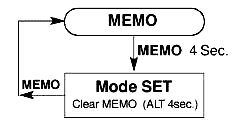 MEMO
MEMO 4 Sec.
MEMO
Mode SET
Clear MEMO (ALT 4sec.)